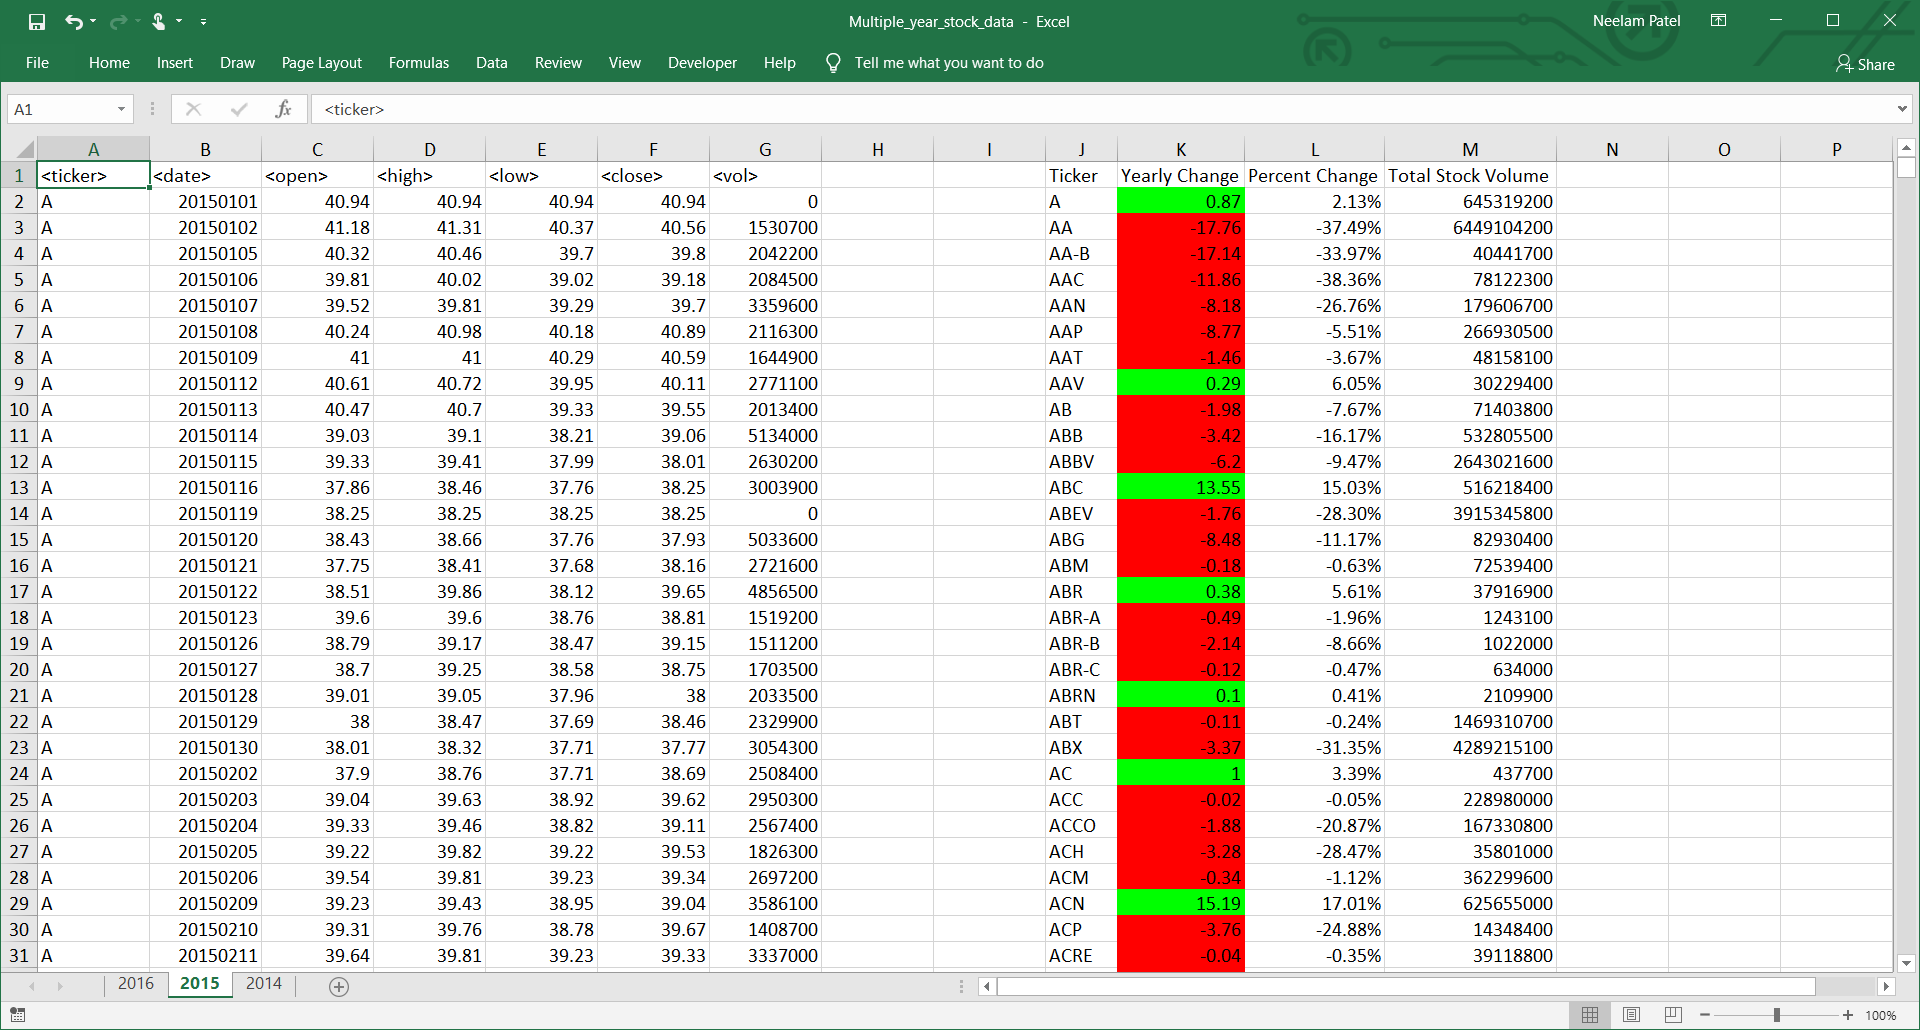 Multiple_year_stock_data - Excel Neelam Patel
File Home Insert Draw Page Layout Formulas Data Review View Developer Help Tell me what you want to do Share
A1 fx <ticker>
A B C D E F G H I J K L M N O P
1 <ticker> <date> <open> <high> <low> <close> <vol> Ticker Yearly Change Percent Change Total Stock Volume
2 A 20150101 40.94 40.94 40.94 40.94 0 A 0.87 2.13% 645319200
3 A 20150102 41.18 41.31 40.37 40.56 1530700 AA -17.76 -37.49% 6449104200
4 A 20150105 40.32 40.46 39.7 39.8 2042200 AA-B -17.14 -33.97% 40441700
5 A 20150106 39.81 40.02 39.02 39.18 2084500 AAC -11.86 -38.36% 78122300
6 A 20150107 39.52 39.81 39.29 39.7 3359600 AAN -8.18 -26.76% 179606700
7 A 20150108 40.24 40.98 40.18 40.89 2116300 AAP -8.77 -5.51% 266930500
8 A 20150109 41 41 40.29 40.59 1644900 AAT -1.46 -3.67% 48158100
9 A 20150112 40.61 40.72 39.95 40.11 2771100 AAV 0.29 6.05% 30229400
10 A 20150113 40.47 40.7 39.33 39.55 2013400 AB -1.98 -7.67% 71403800
11 A 20150114 39.03 39.1 38.21 39.06 5134000 ABB -3.42 -16.17% 532805500
12 A 20150115 39.33 39.41 37.99 38.01 2630200 ABBV -6.2 -9.47% 2643021600
13 A 20150116 37.86 38.46 37.76 38.25 3003900 ABC 13.55 15.03% 516218400
14 A 20150119 38.25 38.25 38.25 38.25 0 ABEV -1.76 -28.30% 3915345800
15 A 20150120 38.43 38.66 37.76 37.93 5033600 ABG -8.48 -11.17% 82930400
16 A 20150121 37.75 38.41 37.68 38.16 2721600 ABM -0.18 -0.63% 72539400
17 A 20150122 38.51 39.86 38.12 39.65 4856500 ABR 0.38 5.61% 37916900
18 A 20150123 39.6 39.6 38.76 38.81 1519200 ABR-A -0.49 -1.96% 1243100
19 A 20150126 38.79 39.17 38.47 39.15 1511200 ABR-B -2.14 -8.66% 1022000
20 A 20150127 38.7 39.25 38.58 38.75 1703500 ABR-C -0.12 -0.47% 634000
21 A 20150128 39.01 39.05 37.96 38 2033500 ABRN 0.1 0.41% 2109900
22 A 20150129 38 38.47 37.69 38.46 2329900 ABT -0.11 -0.24% 1469310700
23 A 20150130 38.01 38.32 37.71 37.77 3054300 ABX -3.37 -31.35% 4289215100
24 A 20150202 37.9 38.76 37.71 38.69 2508400 AC 1 3.39% 437700
25 A 20150203 39.04 39.63 38.92 39.62 2950300 ACC -0.02 -0.05% 228980000
26 A 20150204 39.33 39.46 38.82 39.11 2567400 ACCO -1.88 -20.87% 167330800
27 A 20150205 39.22 39.82 39.22 39.53 1826300 ACH -3.28 -28.47% 35801000
28 A 20150206 39.54 39.81 39.23 39.34 2697200 ACM -0.34 -1.12% 362299600
29 A 20150209 39.23 39.43 38.95 39.04 3586100 ACN 15.19 17.01% 625655000
30 A 20150210 39.31 39.76 38.78 39.67 1408700 ACP -3.76 -24.88% 14348400
31 A 20150211 39.64 39.81 39.23 39.33 3337000 ACRE -0.04 -0.35% 39118800
2016 2015 2014
100%